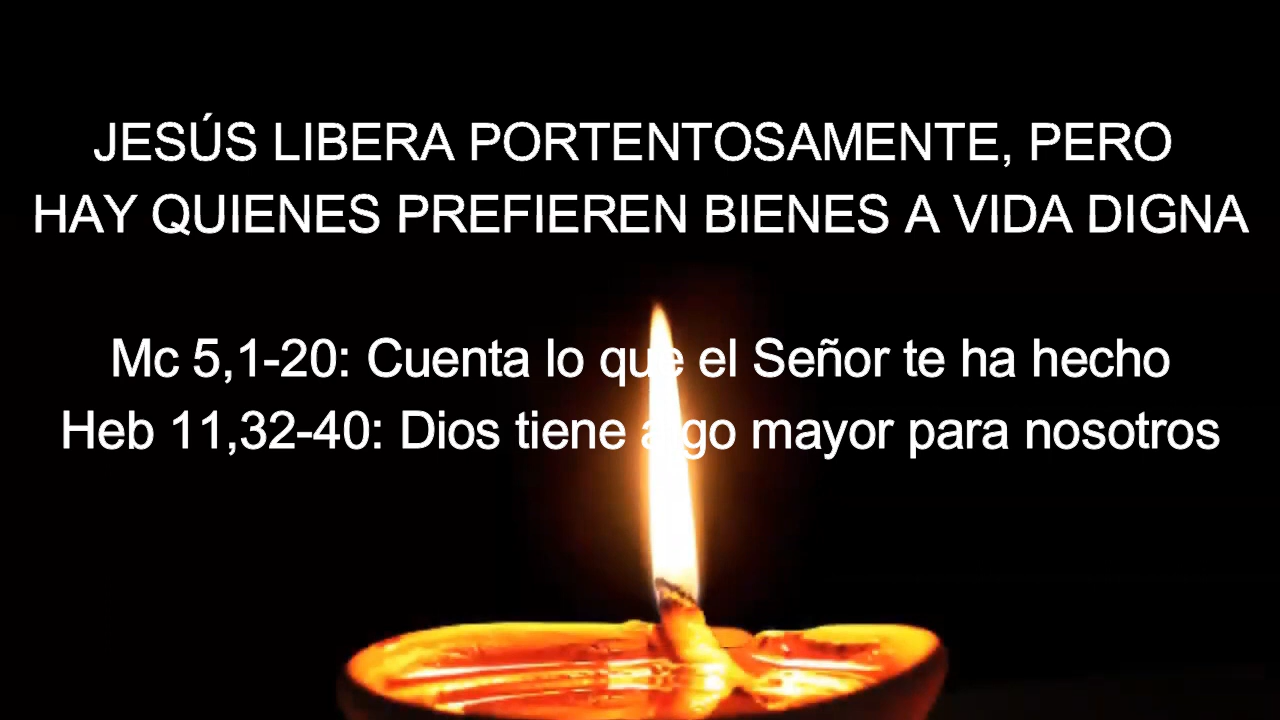 JESÚS LIBERA PORTENTOSAMENTE, PERO
HAY QUIENES PREFIEREN BIENES A VIDA DIGNA
Mc 5,1-20: Cuenta lo que el Señor te ha hecho
Heb 11,32-40: Dios tiene algo mayor para nosotros